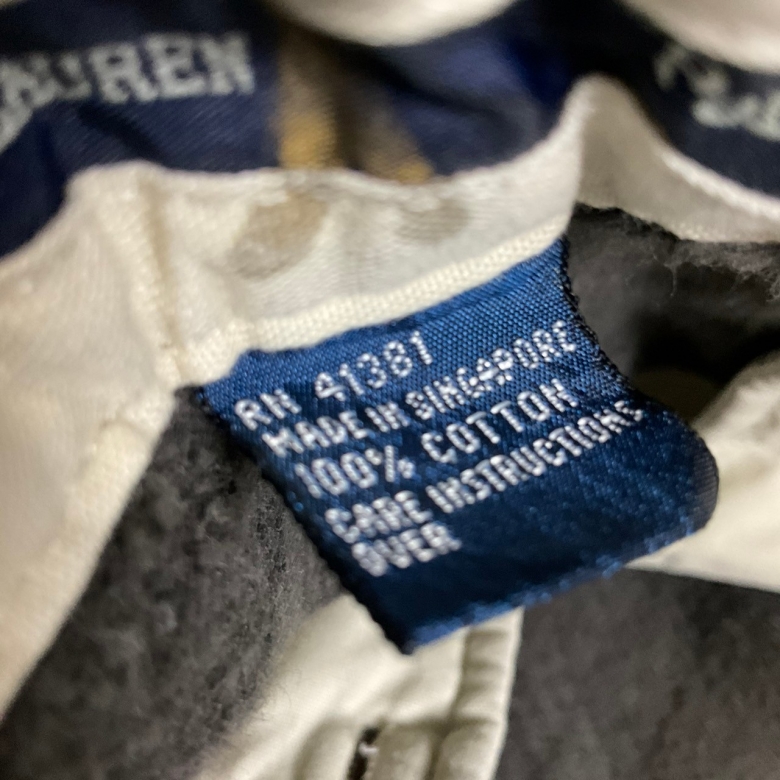 LAUREN
RN 41381
MADE IN SINGAPORE
100% COTTON
CARE INSTRUCTIONS
OVER